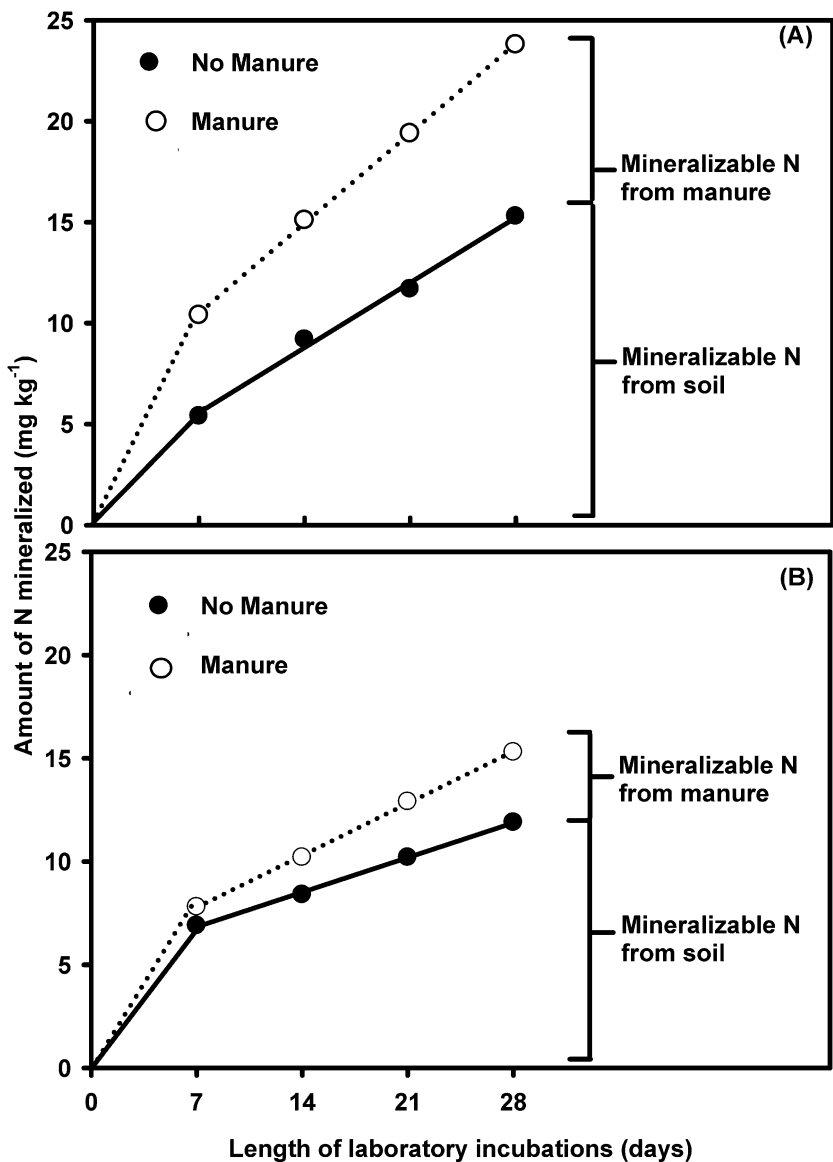 25
(A)
No Manure
20
Manure
Mineralizable N
from manure
15
10
Mineralizable N
from soil
5
0
Amount of N mineralized (mg kg⁻¹)
25
(B)
No Manure
20
Manure
15
Mineralizable N
from manure
10
Mineralizable N
from soil
5
0
0 7 14 21 28
Length of laboratory incubations (days)